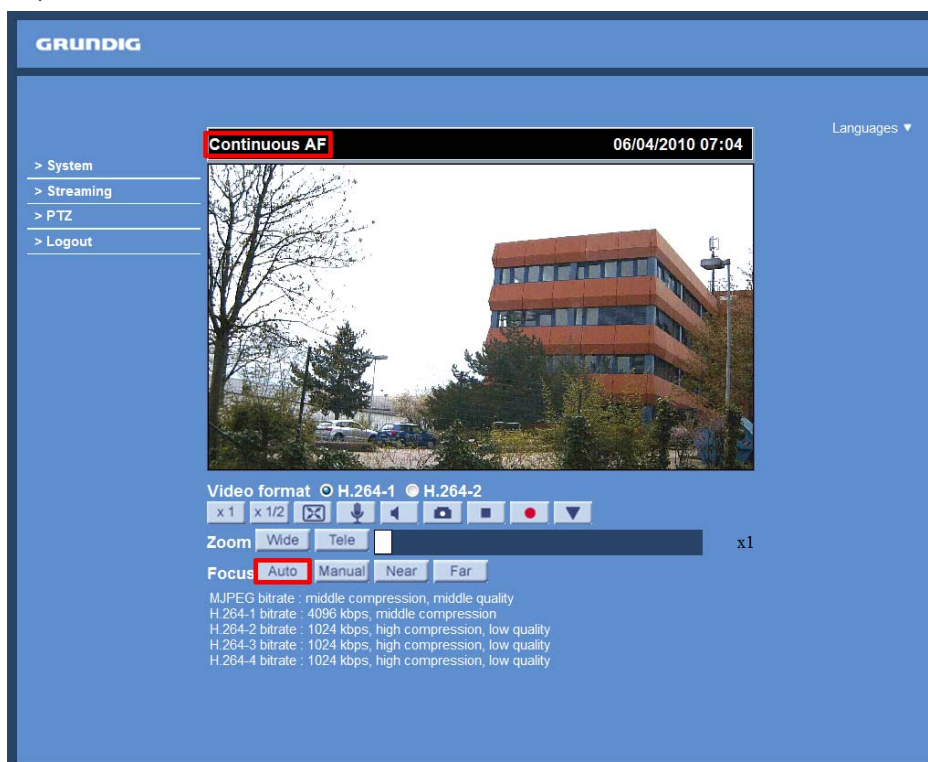 GRUNDIG
Languages ▼
Continuous AF 06/04/2010 07:04
> System
> Streaming
> PTZ
> Logout
Video format H.264-1 H.264-2
x 1 x 1/2
Zoom Wide Tele x1
Focus Auto Manual Near Far
MJPEG bitrate : middle compression, middle quality
H.264-1 bitrate : 4096 kbps, middle compression
H.264-2 bitrate : 1024 kbps, high compression, low quality
H.264-3 bitrate : 1024 kbps, high compression, low quality
H.264-4 bitrate : 1024 kbps, high compression, low quality